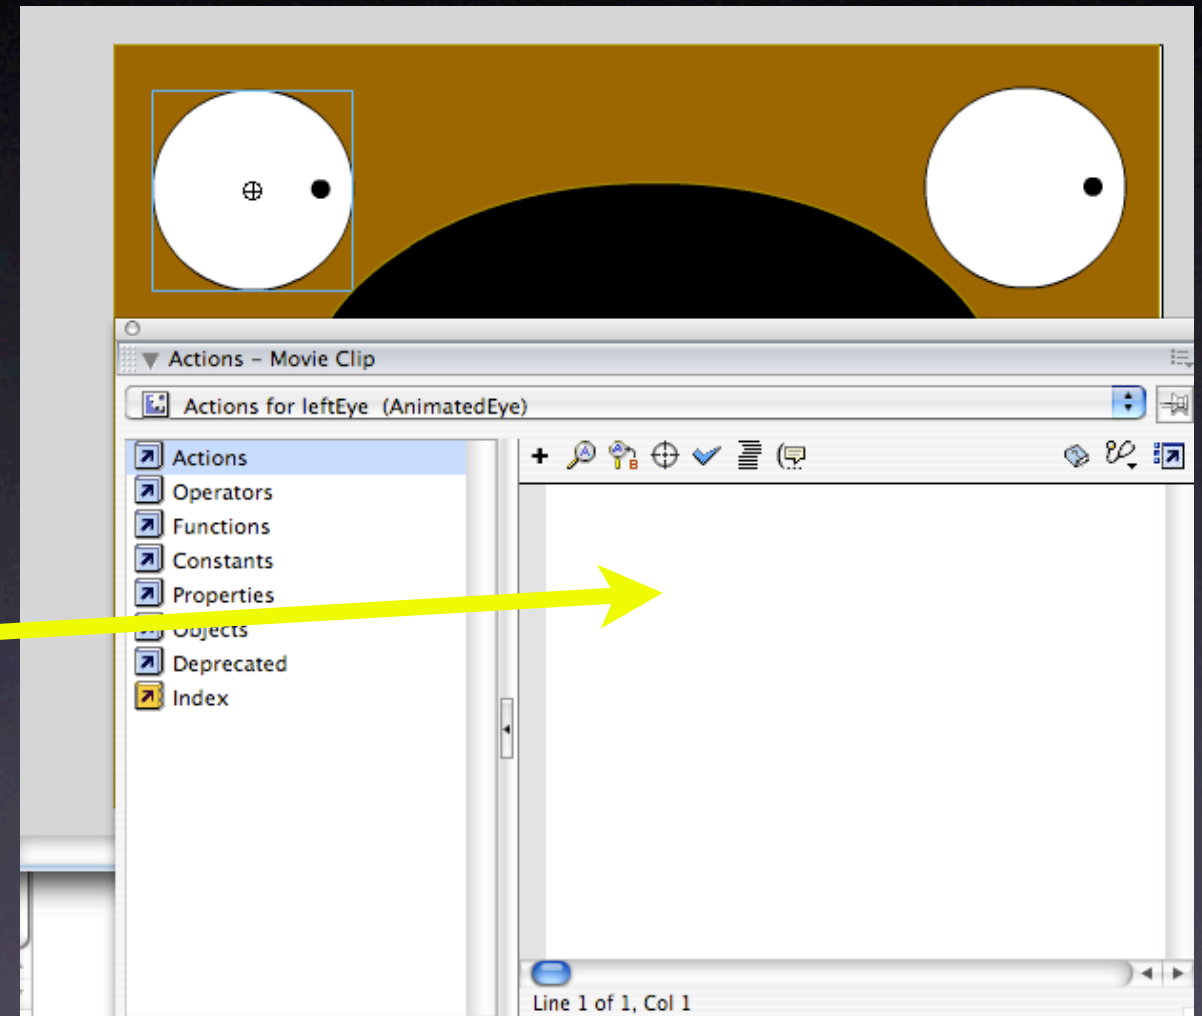 Actions – Movie Clip
Actions for leftEye (AnimatedEye)
Actions
Operators
Functions
Constants
Properties
Objects
Deprecated
Index
Line 1 of 1, Col 1